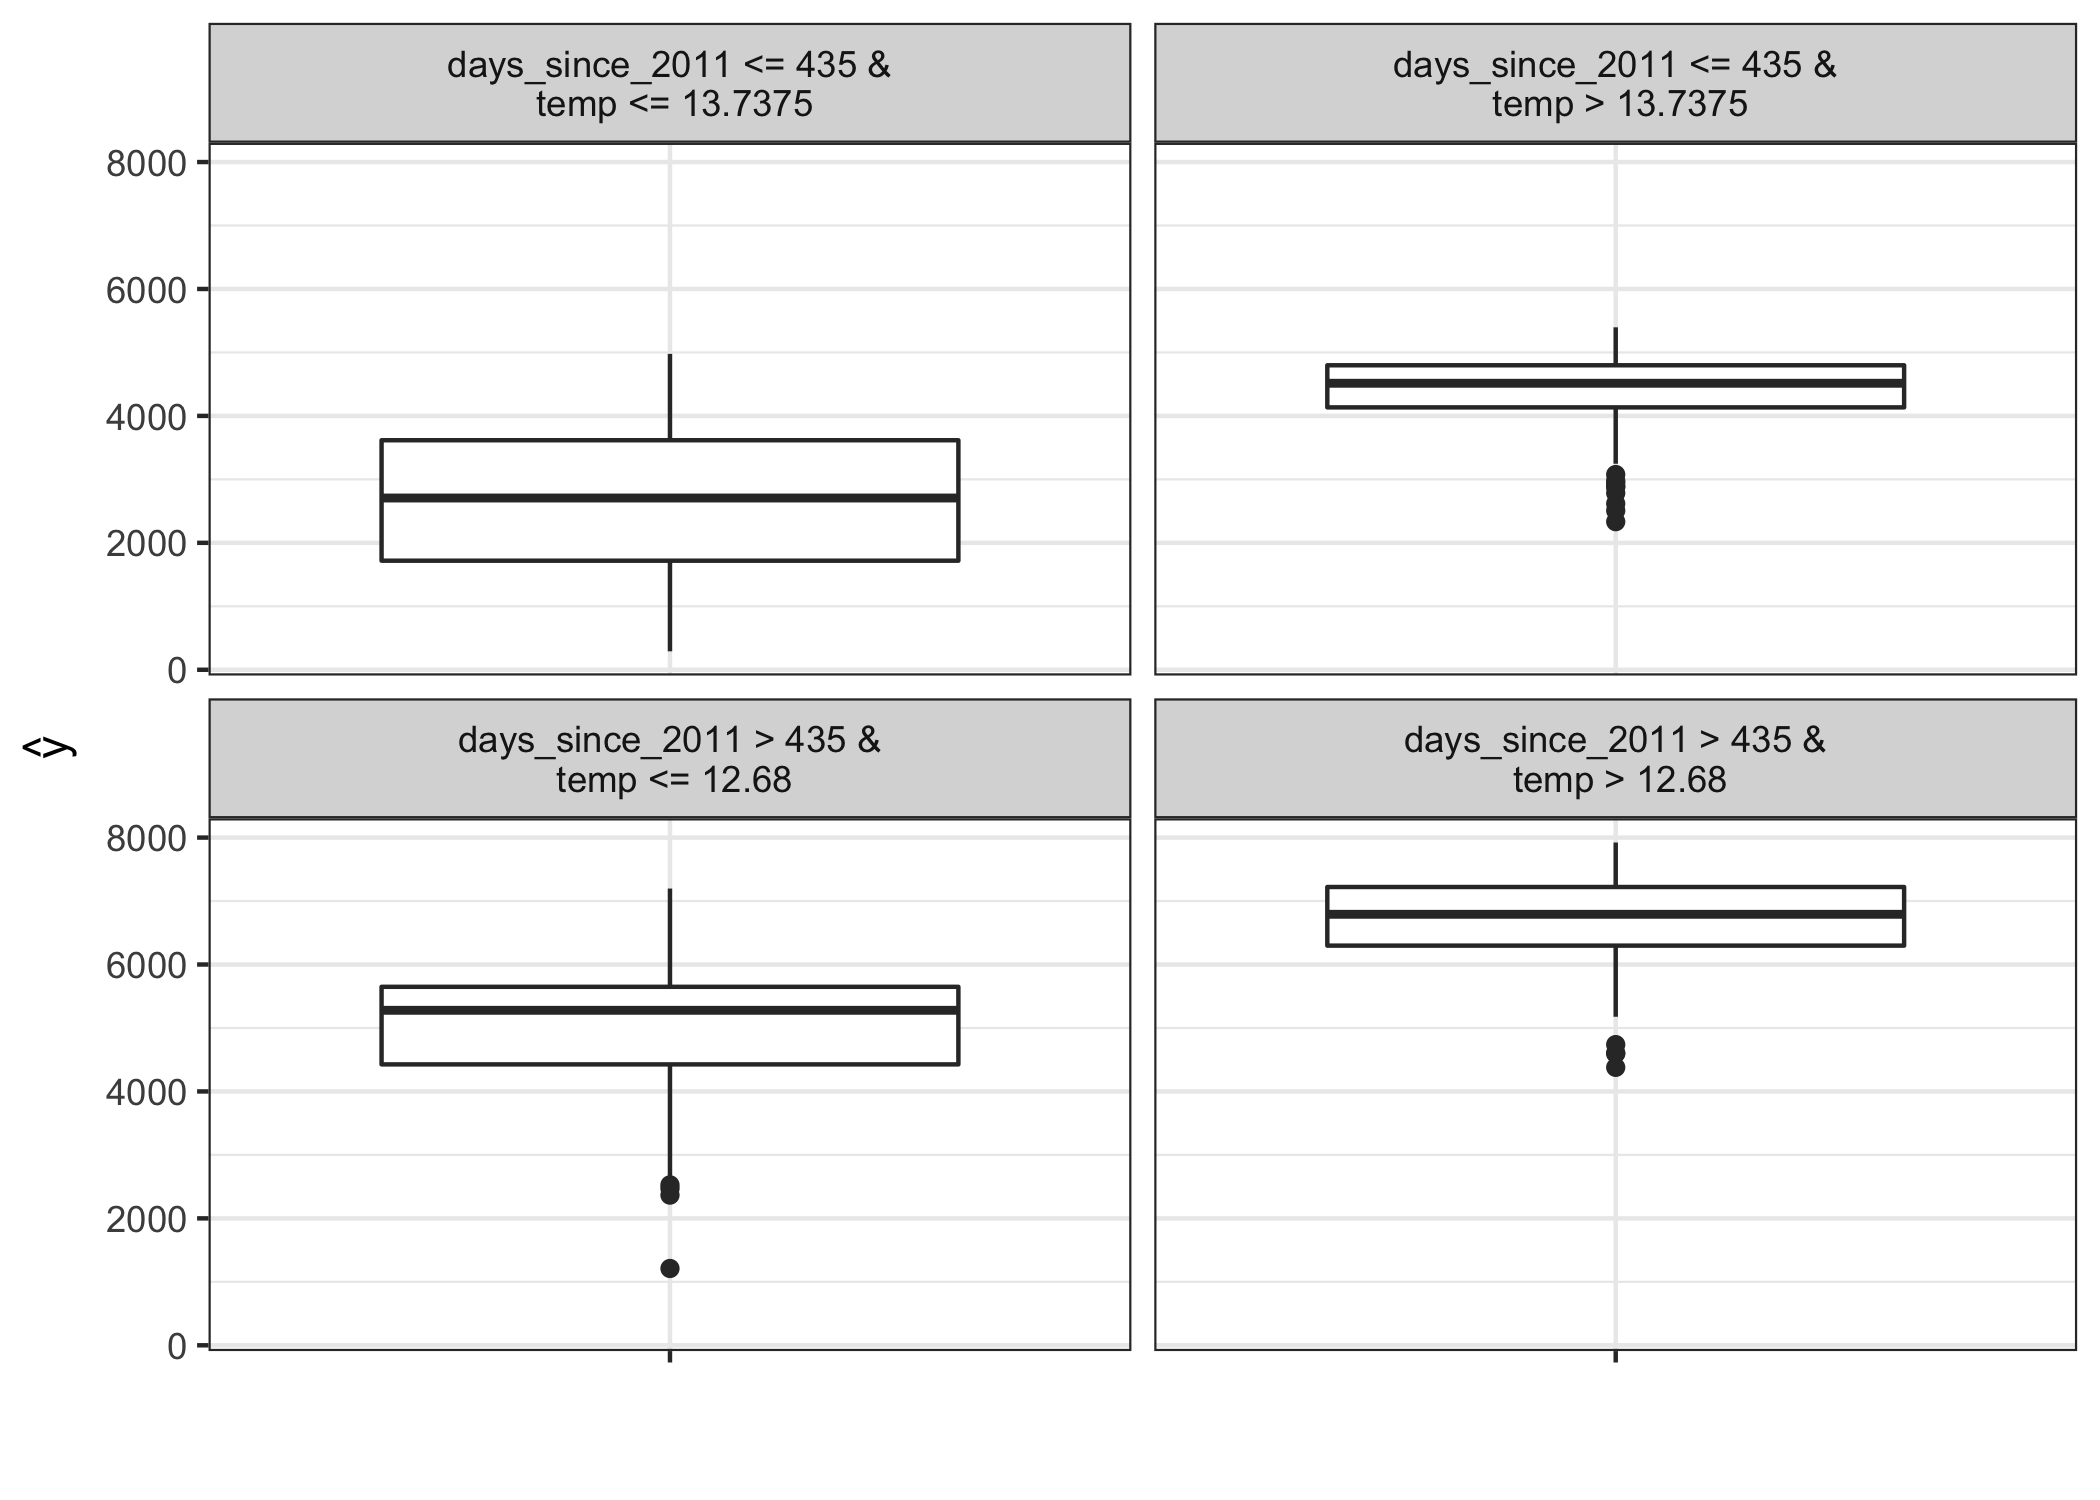 days_since_2011 <= 435 &
temp <= 13.7375
days_since_2011 <= 435 &
temp > 13.7375
8000
6000
4000
2000
0
days_since_2011 > 435 &
temp <= 12.68
days_since_2011 > 435 &
temp > 12.68
8000
6000
4000
2000
0
ŷ